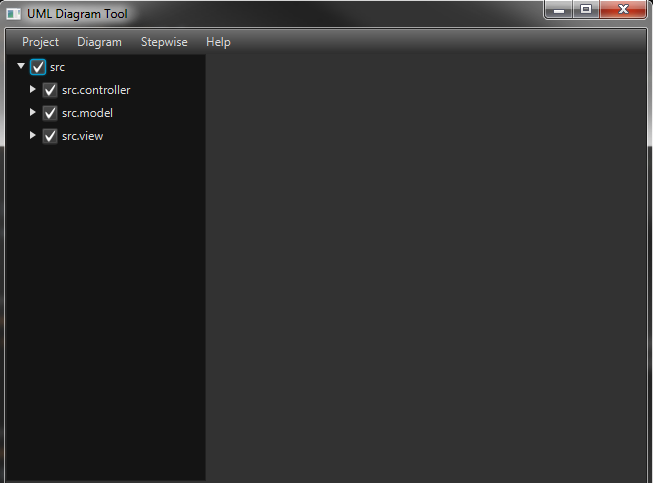 UML Diagram Tool
Project Diagram Stepwise Help
src
src.controller
src.model
src.view